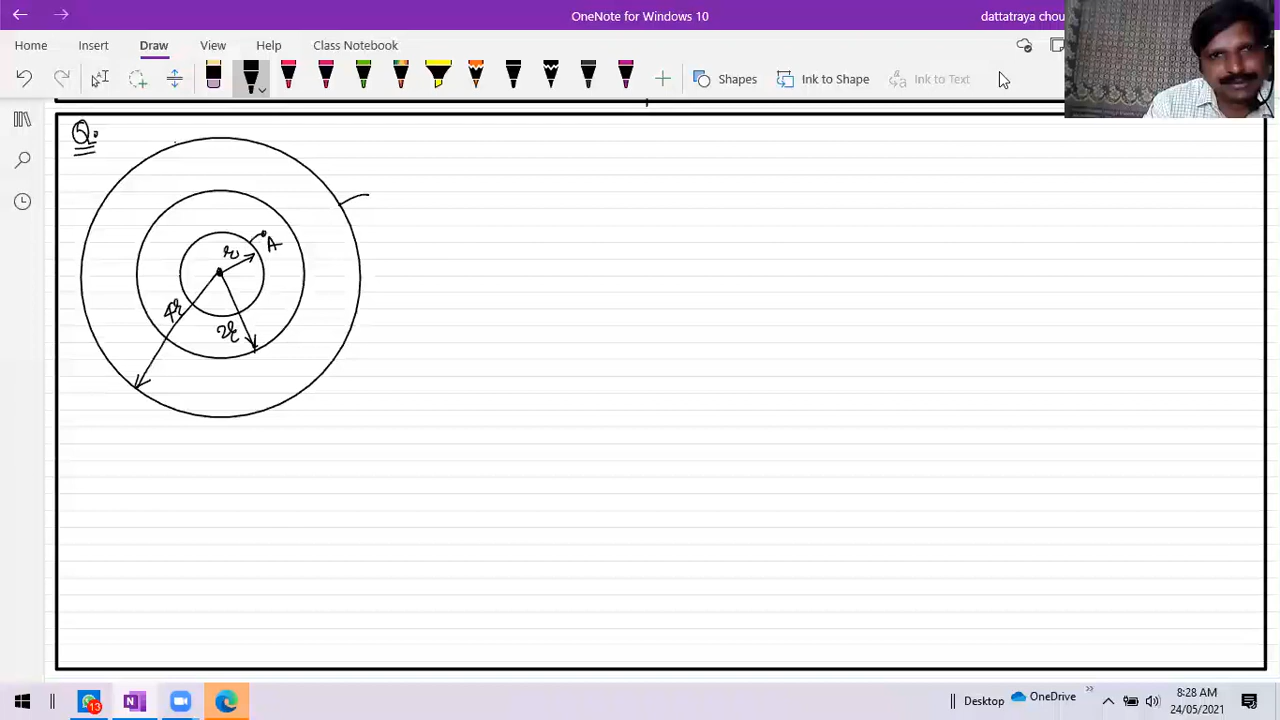 OneNote for Windows 10
dattatraya chou
Home Insert Draw View Help Class Notebook
Shapes Ink to Shape Ink to Text
Q.
r A
4r
2r
13
Desktop OneDrive
8:28 AM
24/05/2021